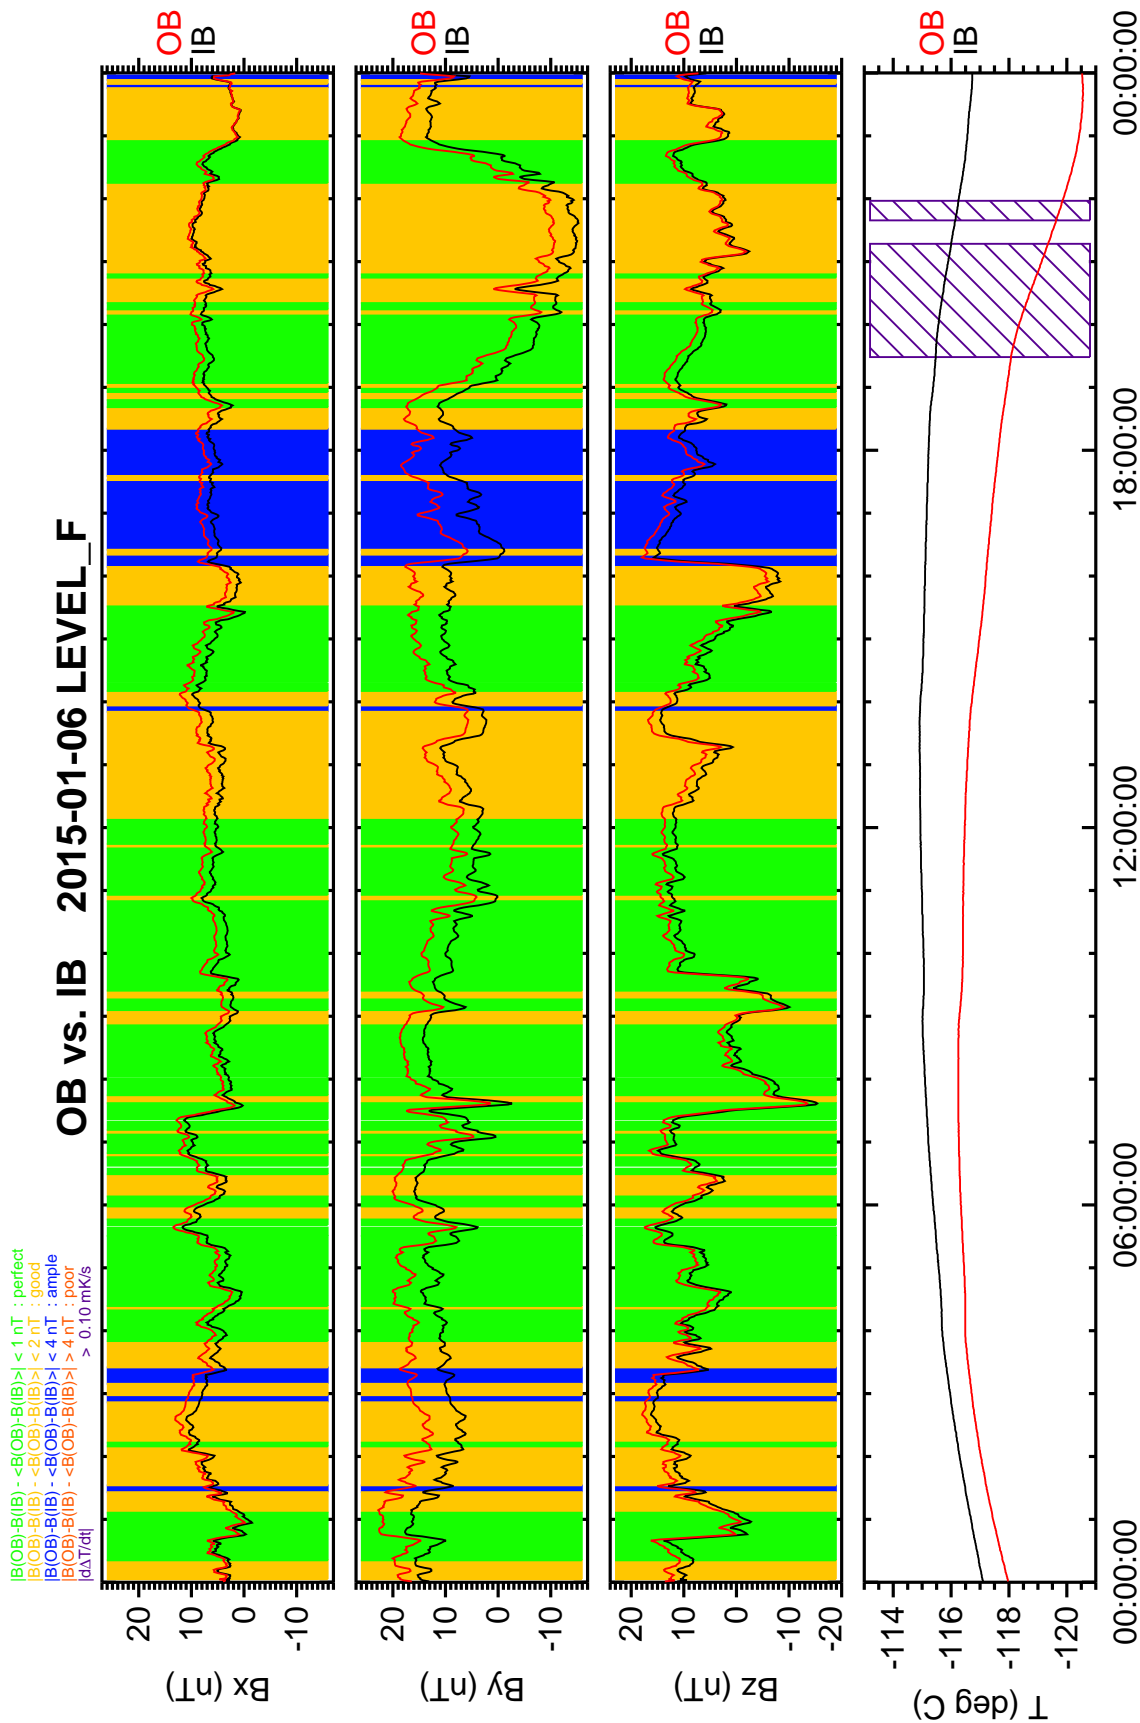 OB vs. IB 2015-01-06 LEVEL_F
|B(OB)-B(IB) - <B(OB)-B(IB)>| < 1 nT : perfect
|B(OB)-B(IB) - <B(OB)-B(IB)>| < 2 nT : good
|B(OB)-B(IB) - <B(OB)-B(IB)>| < 4 nT : ample
|B(OB)-B(IB) - <B(OB)-B(IB)>| > 4 nT : poor
|dΔT/dt| > 0.10 mK/s
Bx (nT)
20
10
0
-10
OB
IB
By (nT)
20
10
0
-10
OB
IB
Bz (nT)
20
10
0
-10
-20
OB
IB
T (deg C)
-114
-116
-118
-120
OB
IB
00:00:00
06:00:00
12:00:00
18:00:00
00:00:00